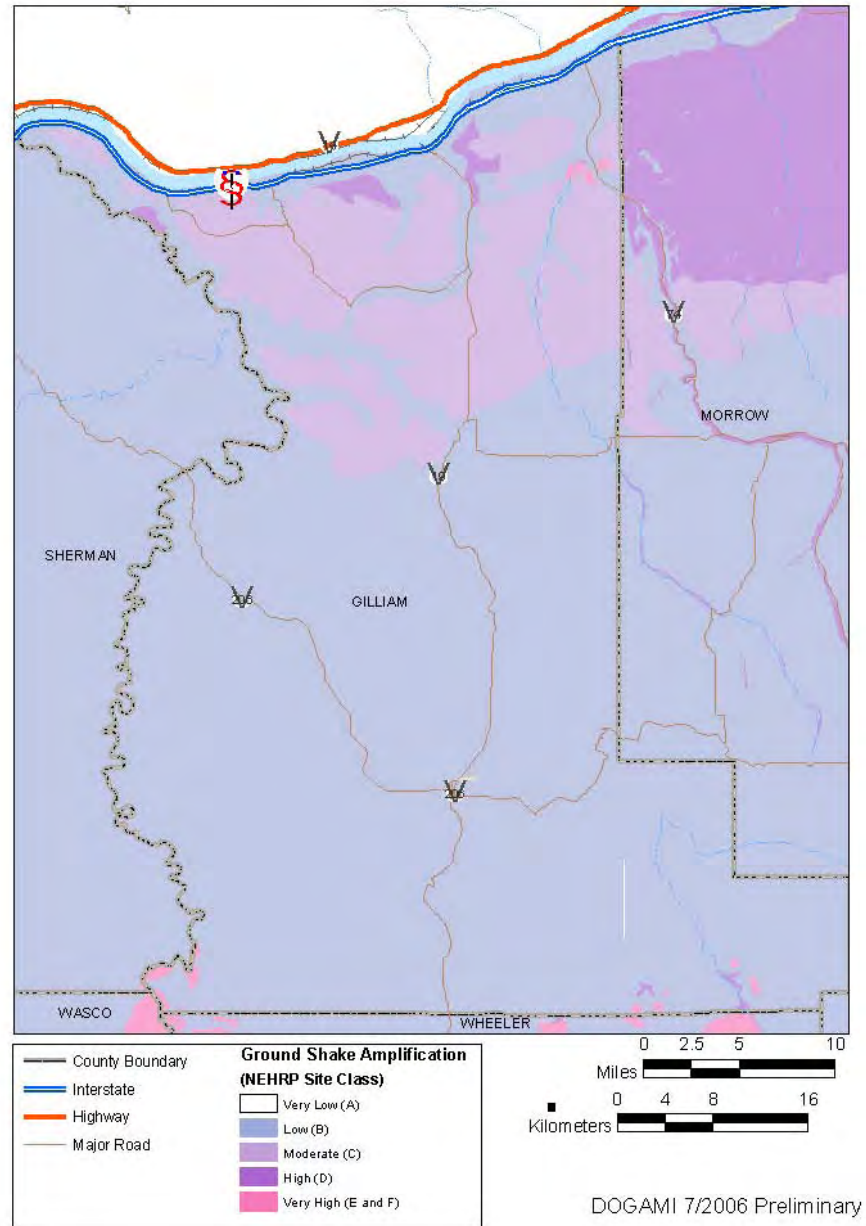 MORROW
SHERMAN
GILLIAM
206
WASCO
WHEELER
County Boundary
Interstate
Highway
Major Road
Ground Shake Amplification
(NEHRP Site Class)
Very Low (A)
Low (B)
Moderate (C)
High (D)
Very High (E and F)
0 2.5 5 10
Miles
0 4 8 16
Kilometers
DOGAMI 7/2006 Preliminary